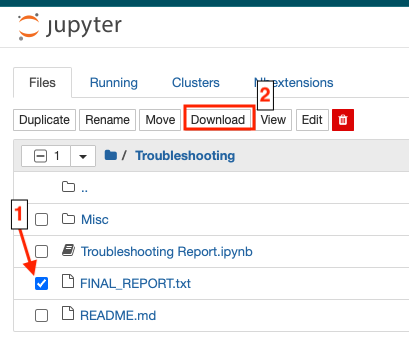 jupyter
Files Running Clusters Nbextensions
2
Duplicate Rename Move Download View Edit
1 / Troubleshooting
..
1
Misc
Troubleshooting Report.ipynb
FINAL_REPORT.txt
README.md